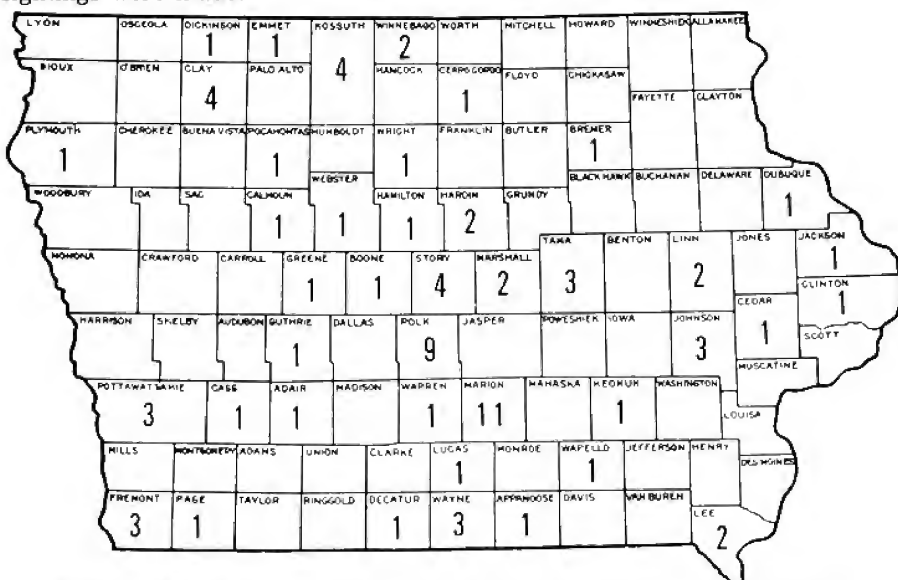 LYON OSCEOLA DICKINSON EMMET KOSSUTH WINNEBAGO WORTH MITCHELL HOWARD WINNESHIEK ALLAMAKEE
1 1 4 2
SIOUX O'BRIEN CLAY PALO ALTO HANCOCK CERRO GORDO FLOYD CHICKASAW
4 1
FAYETTE CLAYTON
PLYMOUTH CHEROKEE BUENA VISTA POCAHONTAS HUMBOLDT WRIGHT FRANKLIN BUTLER BREMER
1 1 1 1
WOODBURY IDA SAC CALHOUN WEBSTER HAMILTON HARDIN GRUNDY BLACK HAWK BUCHANAN DELAWARE DUBUQUE
1 1 1 2 1
MONONA CRAWFORD CARROLL GREENE BOONE STORY MARSHALL TAMA BENTON LINN JONES JACKSON
1 1 4 2 3 2 1
CLINTON
1
HARRISON SHELBY AUDUBON GUTHRIE DALLAS POLK JASPER POWESHIEK IOWA JOHNSON CEDAR SCOTT
1 9 3 1
MUSCATINE
POTTAWATTAMIE CASS ADAIR MADISON WARREN MARION MAHASKA KEOKUK WASHINGTON
3 1 1 1 11 1
LOUISA
MILLS MONTGOMERY ADAMS UNION CLARKE LUCAS MONROE WAPELLO JEFFERSON HENRY DES MOINES
1 1
FREMONT PAGE TAYLOR RINGGOLD DECATUR WAYNE APPANOOSE DAVIS VAN BUREN LEE
3 1 1 3 1 2